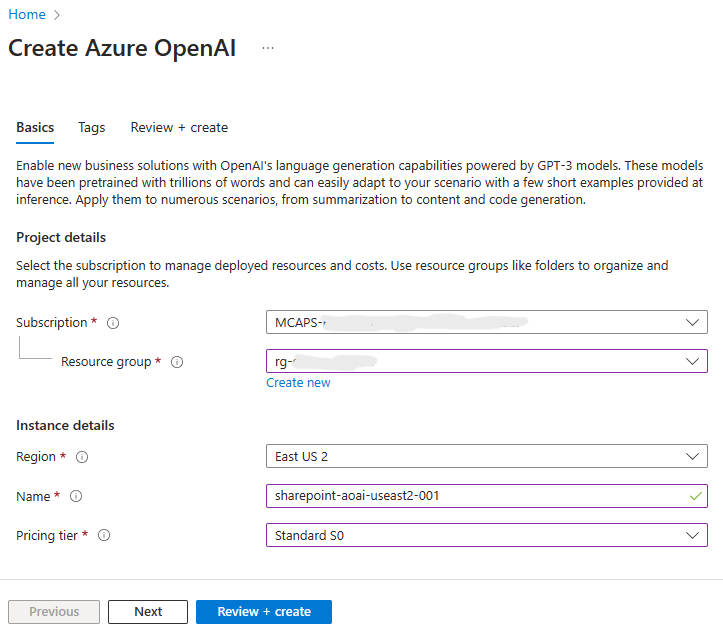 Home >
Create Azure OpenAI ...
Basics Tags Review + create
Enable new business solutions with OpenAI's language generation capabilities powered by GPT-3 models. These models
have been pretrained with trillions of words and can easily adapt to your scenario with a few short examples provided at
inference. Apply them to numerous scenarios, from summarization to content and code generation.
Project details
Select the subscription to manage deployed resources and costs. Use resource groups like folders to organize and
manage all your resources.
Subscription * MCAPS-
Resource group * rg-
Create new
Instance details
Region * East US 2
Name * sharepoint-aoai-useast2-001
Pricing tier * Standard S0
Previous Next Review + create